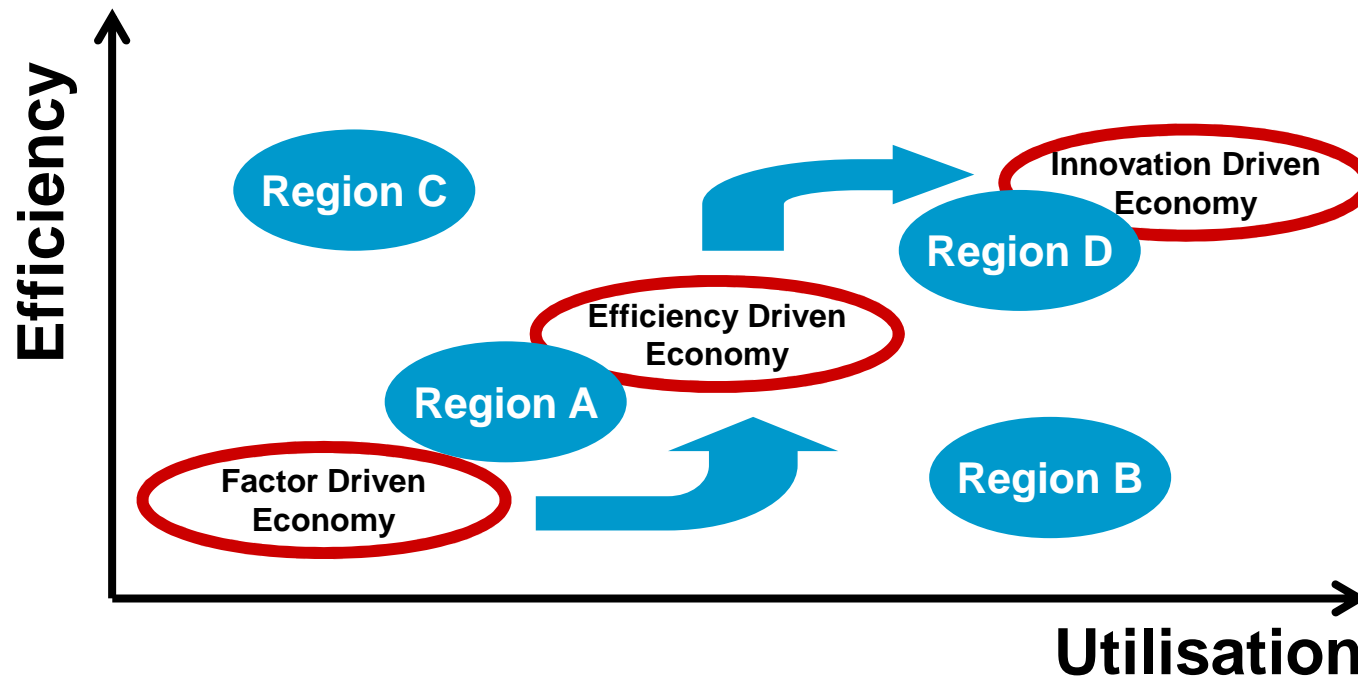 Efficiency
Region C
Innovation Driven
Economy
Region D
Efficiency Driven
Economy
Region A
Factor Driven
Economy
Region B
Utilisation